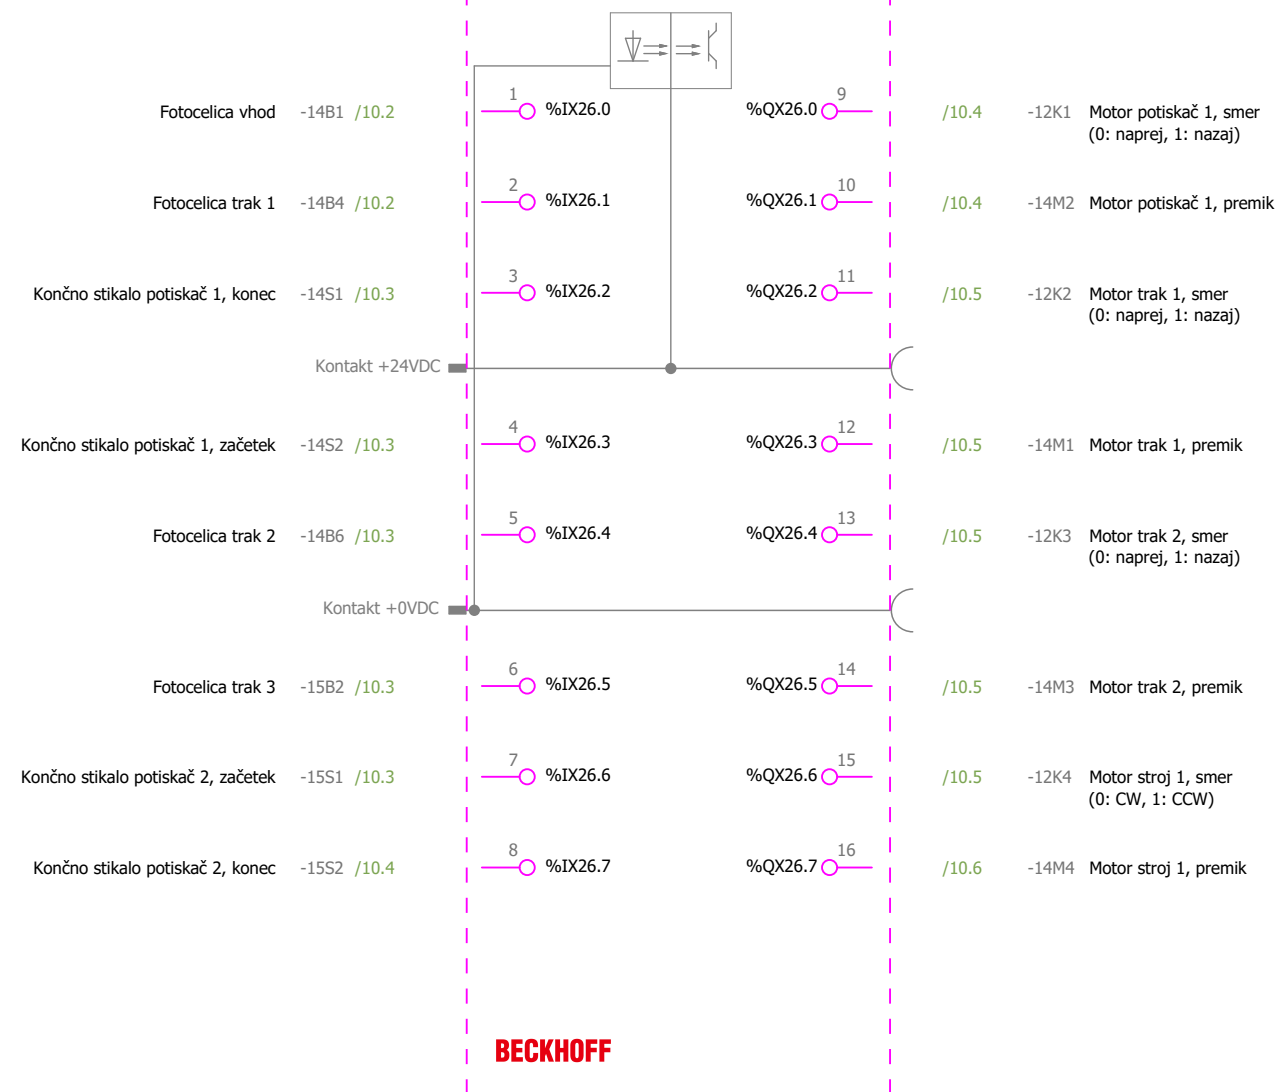 Fotocelica vhod -14B1 /10.2 1 %IX26.0 %QX26.0 9 /10.4 -12K1 Motor potiskač 1, smer
(0: naprej, 1: nazaj)
Fotocelica trak 1 -14B4 /10.2 2 %IX26.1 %QX26.1 10 /10.4 -14M2 Motor potiskač 1, premik
Končno stikalo potiskač 1, konec -14S1 /10.3 3 %IX26.2 %QX26.2 11 /10.5 -12K2 Motor trak 1, smer
(0: naprej, 1: nazaj)
Kontakt +24VDC
Končno stikalo potiskač 1, začetek -14S2 /10.3 4 %IX26.3 %QX26.3 12 /10.5 -14M1 Motor trak 1, premik
Fotocelica trak 2 -14B6 /10.3 5 %IX26.4 %QX26.4 13 /10.5 -12K3 Motor trak 2, smer
(0: naprej, 1: nazaj)
Kontakt +0VDC
Fotocelica trak 3 -15B2 /10.3 6 %IX26.5 %QX26.5 14 /10.5 -14M3 Motor trak 2, premik
Končno stikalo potiskač 2, začetek -15S1 /10.3 7 %IX26.6 %QX26.6 15 /10.5 -12K4 Motor stroj 1, smer
(0: CW, 1: CCW)
Končno stikalo potiskač 2, konec -15S2 /10.4 8 %IX26.7 %QX26.7 16 /10.6 -14M4 Motor stroj 1, premik
BECKHOFF